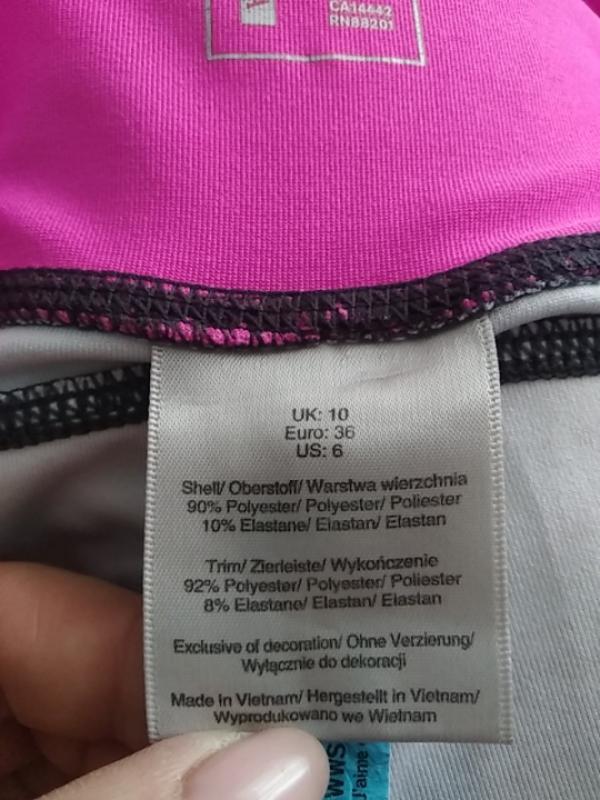 CA14442
RN88201
UK: 10
Euro: 36
US: 6
Shell/ Oberstoff/ Warstwa wierzchnia
90% Polyester/ Polyester/ Poliester
10% Elastane/ Elastan/ Elastan
Trim/ Zierleiste/ Wykończenie
92% Polyester/ Polyester/ Poliester
8% Elastane/ Elastan/ Elastan
Exclusive of decoration/ Ohne Verzierung/
Wyłącznie do dekoracji
Made in Vietnam/ Hergestellt in Vietnam/
Wyprodukowano we Wietnam
J'aime